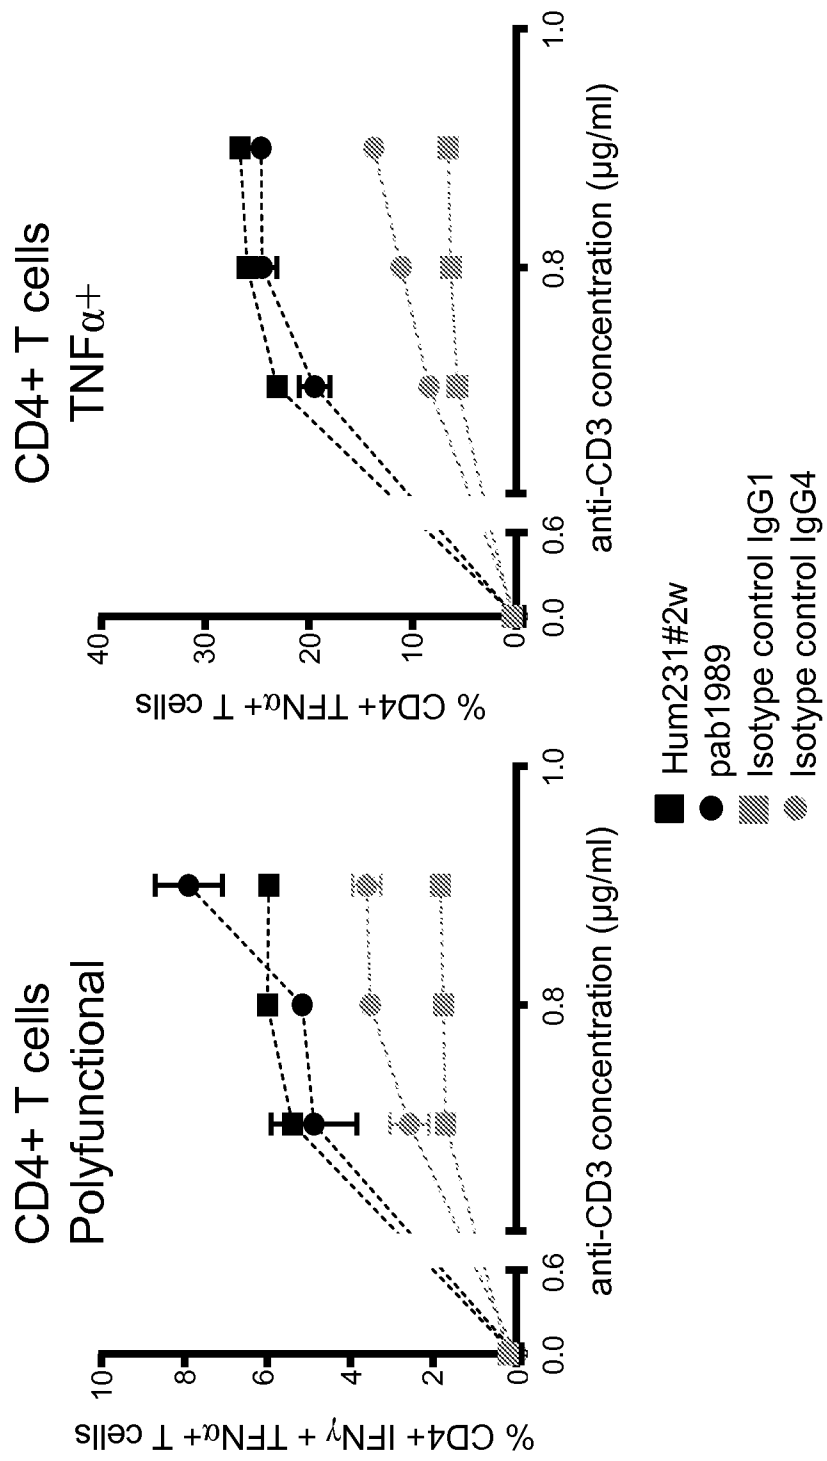 CD4+ T cells
Polyfunctional
% CD4+ IFNγ + TFNα+ T cells
10
8
6
4
2
0
0.0
0.6
0.8
1.0
anti-CD3 concentration (µg/ml)
CD4+ T cells
TNFα+
% CD4+ TFNα+ T cells
40
30
20
10
0
0.0
0.6
0.8
1.0
anti-CD3 concentration (µg/ml)
Hum231#2w
pab1989
Isotype control IgG1
Isotype control IgG4